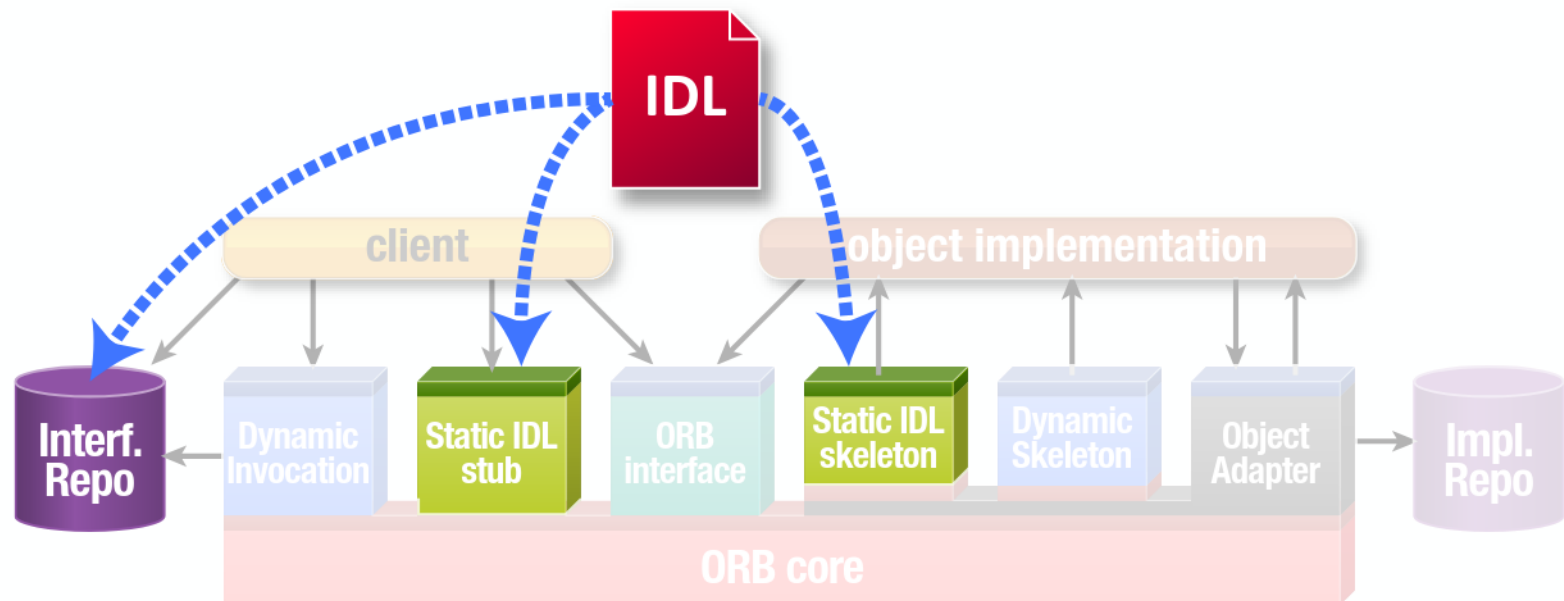 IDL
client
object implementation
Interf.
Repo
Dynamic
Invocation
Static IDL
stub
ORB
interface
Static IDL
skeleton
Dynamic
Skeleton
Object
Adapter
Impl.
Repo
ORB core